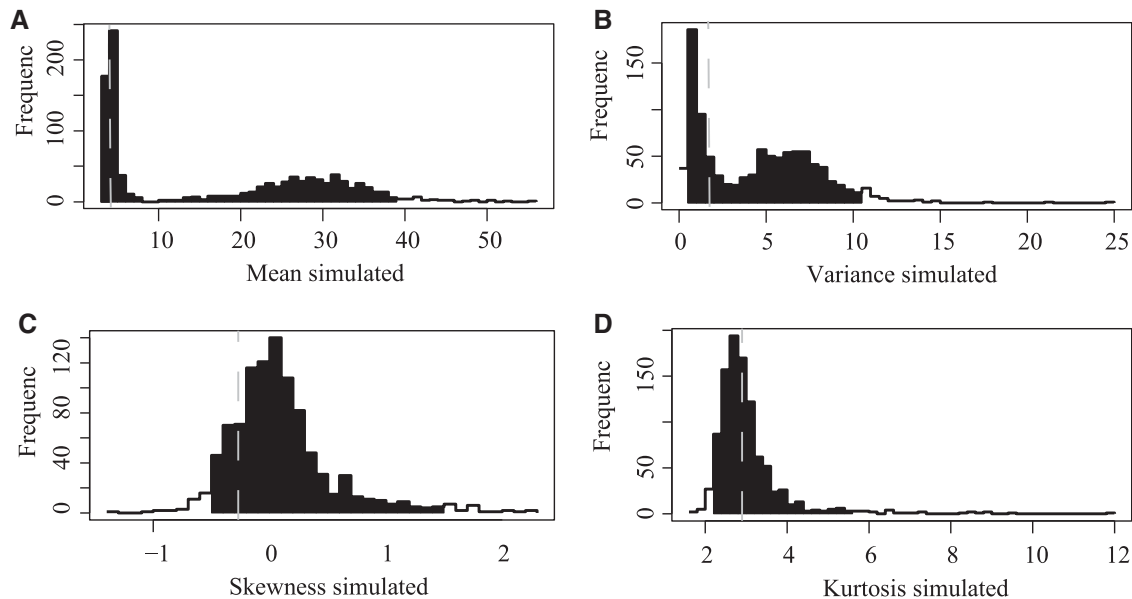 A
Frequenc
0
100
200
10
20
30
40
50
Mean simulated
B
Frequenc
0
50
150
0
5
10
15
20
25
Variance simulated
C
Frequenc
0
40
80
120
−1
0
1
2
Skewness simulated
D
Frequenc
0
50
150
2
4
6
8
10
12
Kurtosis simulated